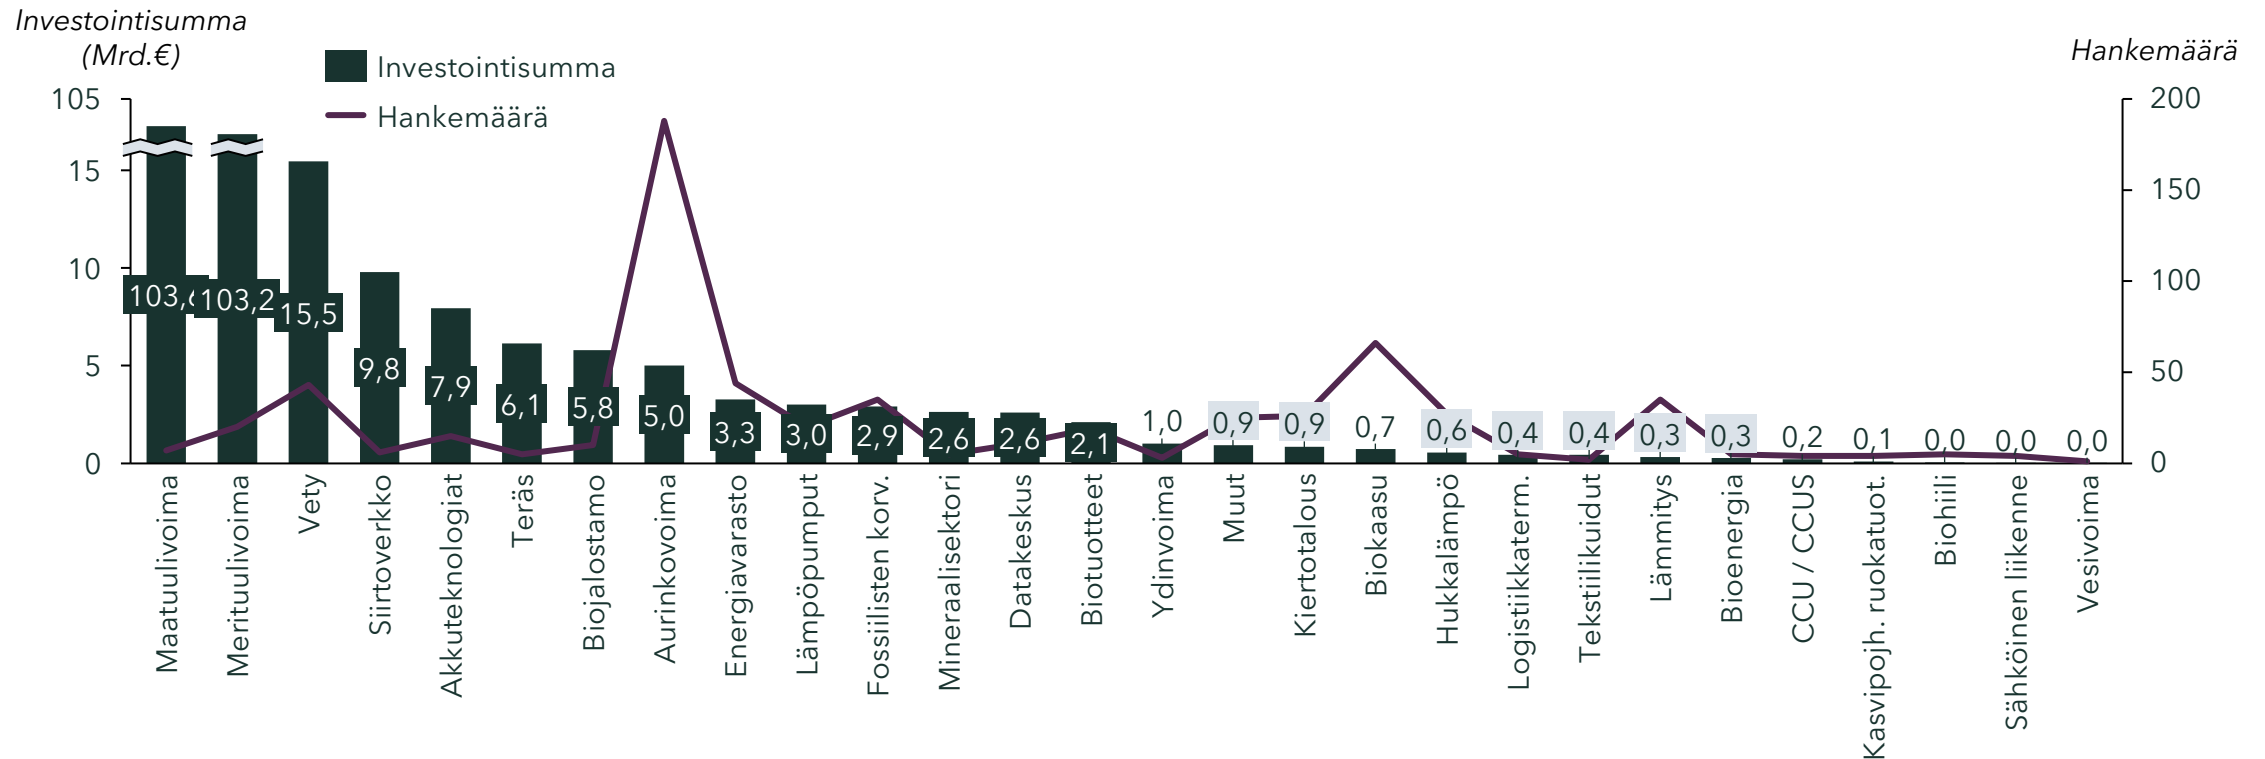 Investointisumma
(Mrd.€)
Hankemäärä
Investointisumma
Hankemäärä
105
15
10
5
0
200
150
100
50
0
103,6
103,2
15,5
9,8
7,9
6,1
5,8
5,0
3,3
3,0
2,9
2,6
2,6
2,1
1,0
0,9
0,9
0,7
0,6
0,4
0,4
0,3
0,3
0,2
0,1
0,0
0,0
0,0
Maatuulivoima
Merituulivoima
Vety
Siirtoverkko
Akkuteknologiat
Teräs
Biojalostamo
Aurinkovoima
Energiavarasto
Lämpöpumput
Fossiilisten korv.
Mineraalisektori
Datakeskus
Biotuotteet
Ydinvoima
Muut
Kiertotalous
Biokaasu
Hukkalämpö
Logistiikkaterm.
Tekstiilikuidut
Lämmitys
Bioenergia
CCU / CCUS
Kasvipojh. ruokatuot.
Biohiili
Sähköinen liikenne
Vesivoima